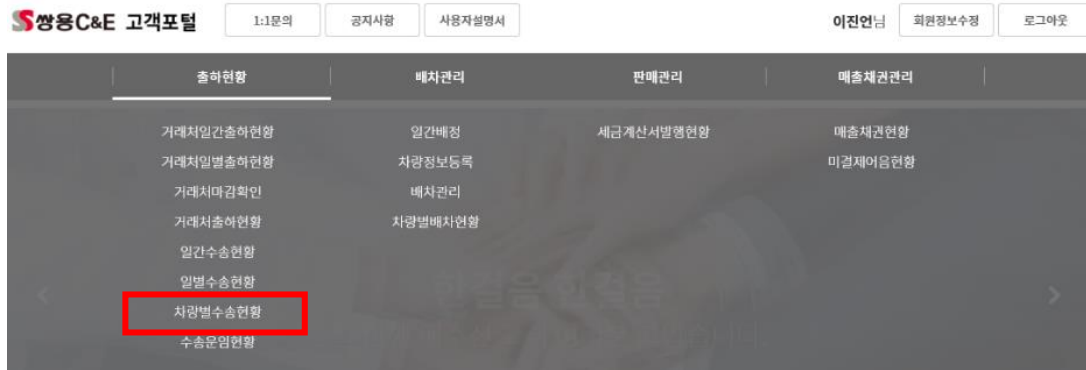 쌍용C&E 고객포털 1:1문의 공지사항 사용자설명서 이진언님 회원정보수정 로그아웃
출하현황 배차관리 판매관리 매출채권관리
거래처일간출하현황 일간배정 세금계산서발행현황 매출채권현황
거래처일별출하현황 차량정보등록 미결제어음현황
거래처마감확인 배차관리
거래처출하현황 차량별배차현황
일간수송현황
일별수송현황
차량별수송현황
수송운임현황